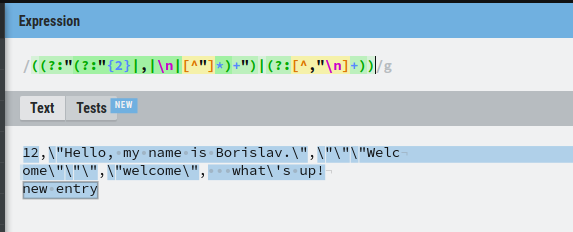 Expression
/((?:"(?:"{2}|,|\n|[^"]*)+")|(?:[^,"\n]+))/g
Text Tests NEW
12,\"Hello, my name is Borislav.\",\"\"\"Welc
ome\"\"\",\"welcome\",   what\'s up!
new entry